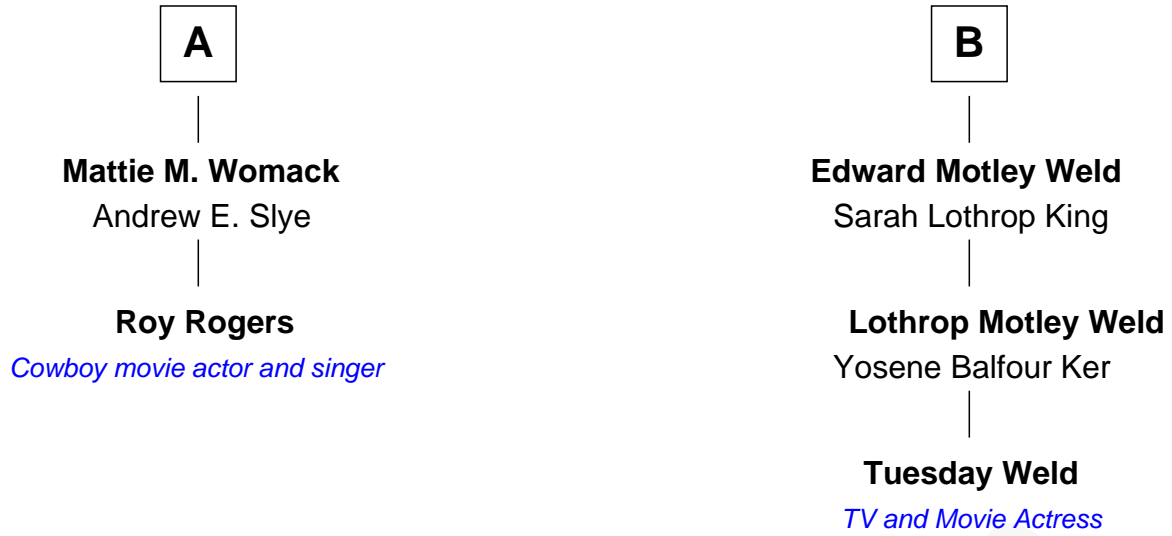 A
B
Mattie M. Womack
Andrew E. Slye
Roy Rogers
Cowboy movie actor and singer
Edward Motley Weld
Sarah Lothrop King
Lothrop Motley Weld
Yosene Balfour Ker
Tuesday Weld
TV and Movie Actress